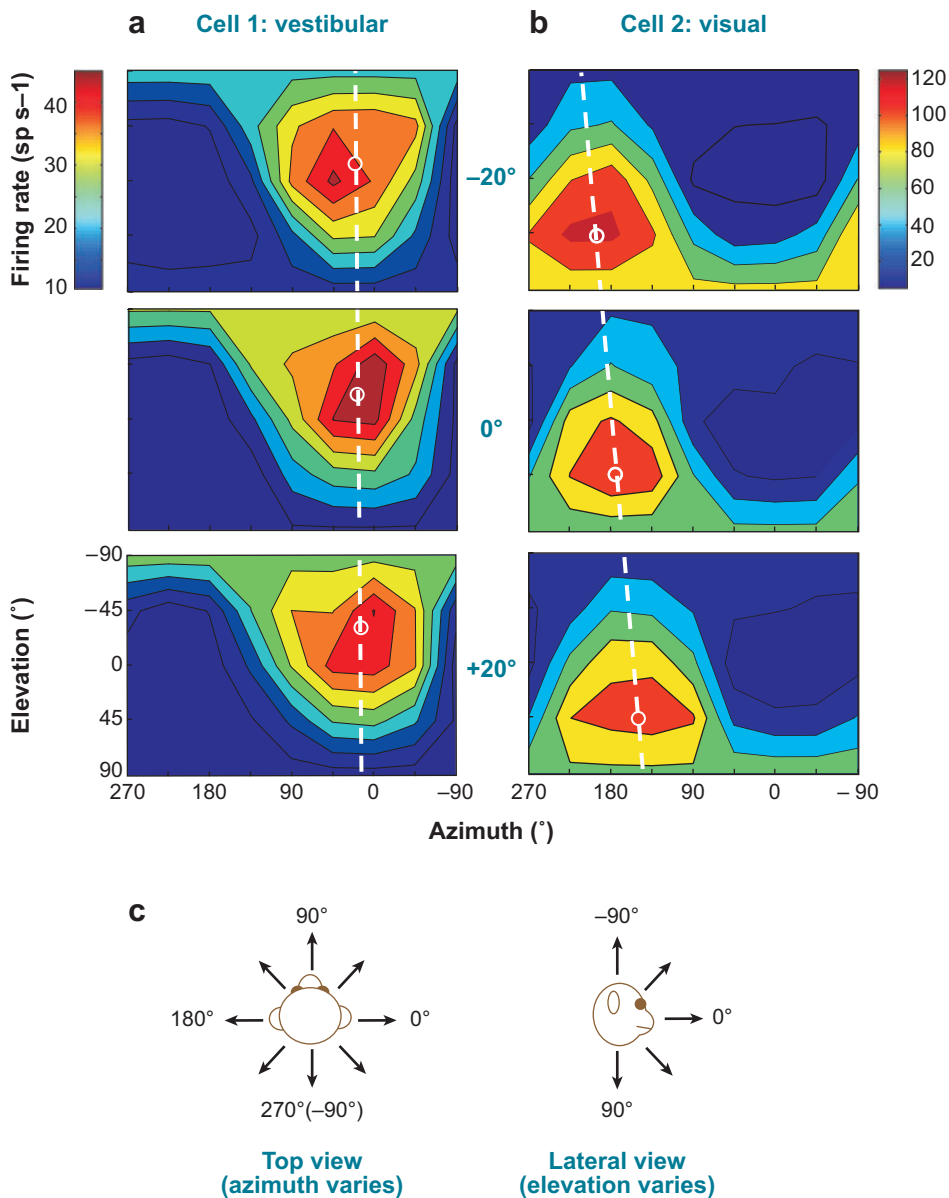 a
Cell 1: vestibular
b
Cell 2: visual
Firing rate (sp s–1)
40
30
20
10
120
100
80
60
40
20
–20°
0°
+20°
Elevation (°)
–90
–45
0
45
90
270
180
90
0
–90
270
180
90
0
– 90
Azimuth (°)
c
90°
180°
0°
270°(–90°)
Top view
(azimuth varies)
–90°
0°
90°
Lateral view
(elevation varies)